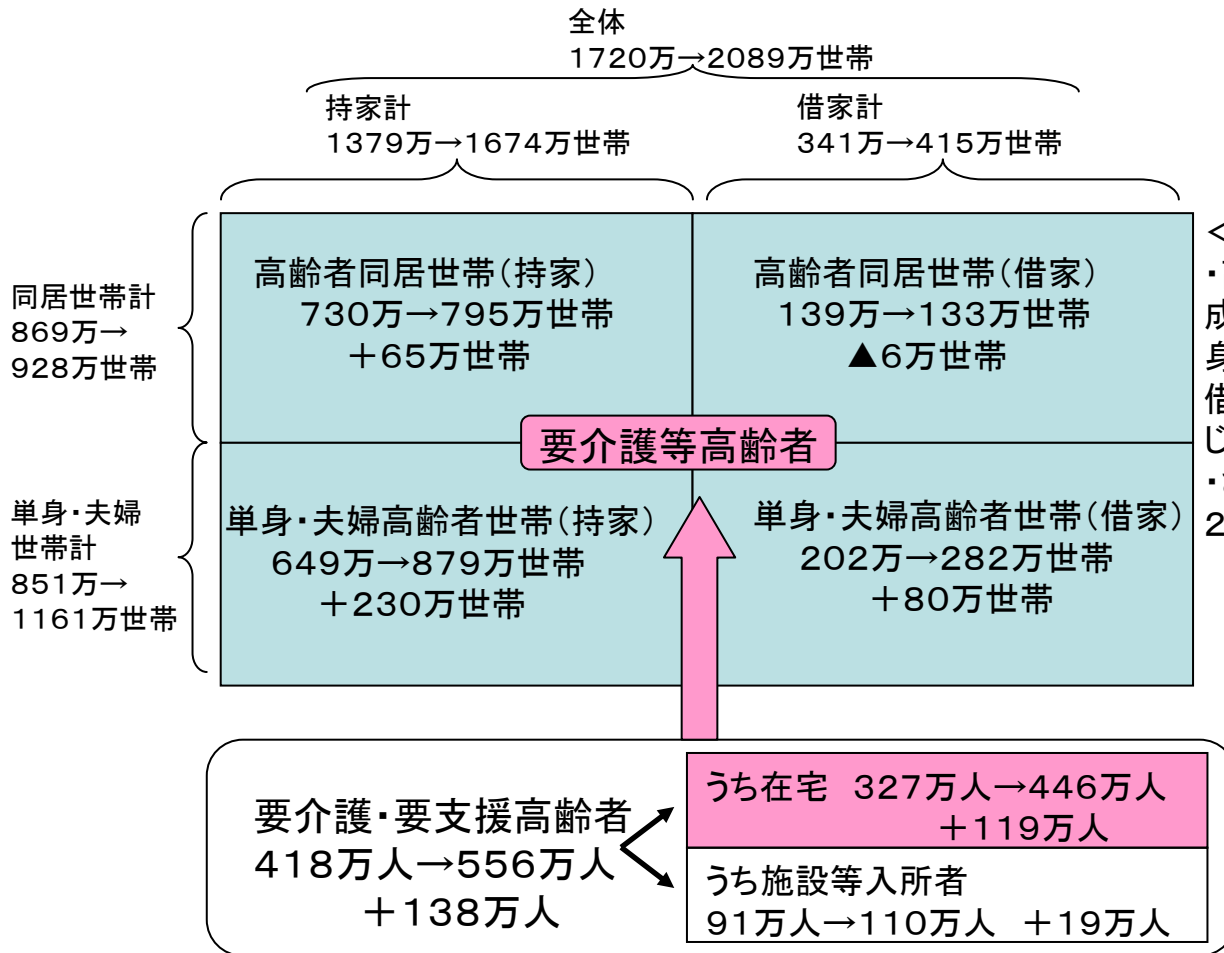 全体
1720万→2089万世帯
持家計
1379万→1674万世帯
借家計
341万→415万世帯
同居世帯計
869万→
928万世帯
高齢者同居世帯(持家)
730万→795万世帯
+65万世帯
高齢者同居世帯(借家)
139万→133万世帯
▲6万世帯
<
成
身
借
じ
2
要介護等高齢者
単身・夫婦
世帯計
851万→
1161万世帯
単身・夫婦高齢者世帯(持家)
649万→879万世帯
+230万世帯
単身・夫婦高齢者世帯(借家)
202万→282万世帯
+80万世帯
要介護・要支援高齢者
418万人→556万人
+138万人
うち在宅 327万人→446万人
+119万人
うち施設等入所者
91万人→110万人 +19万人